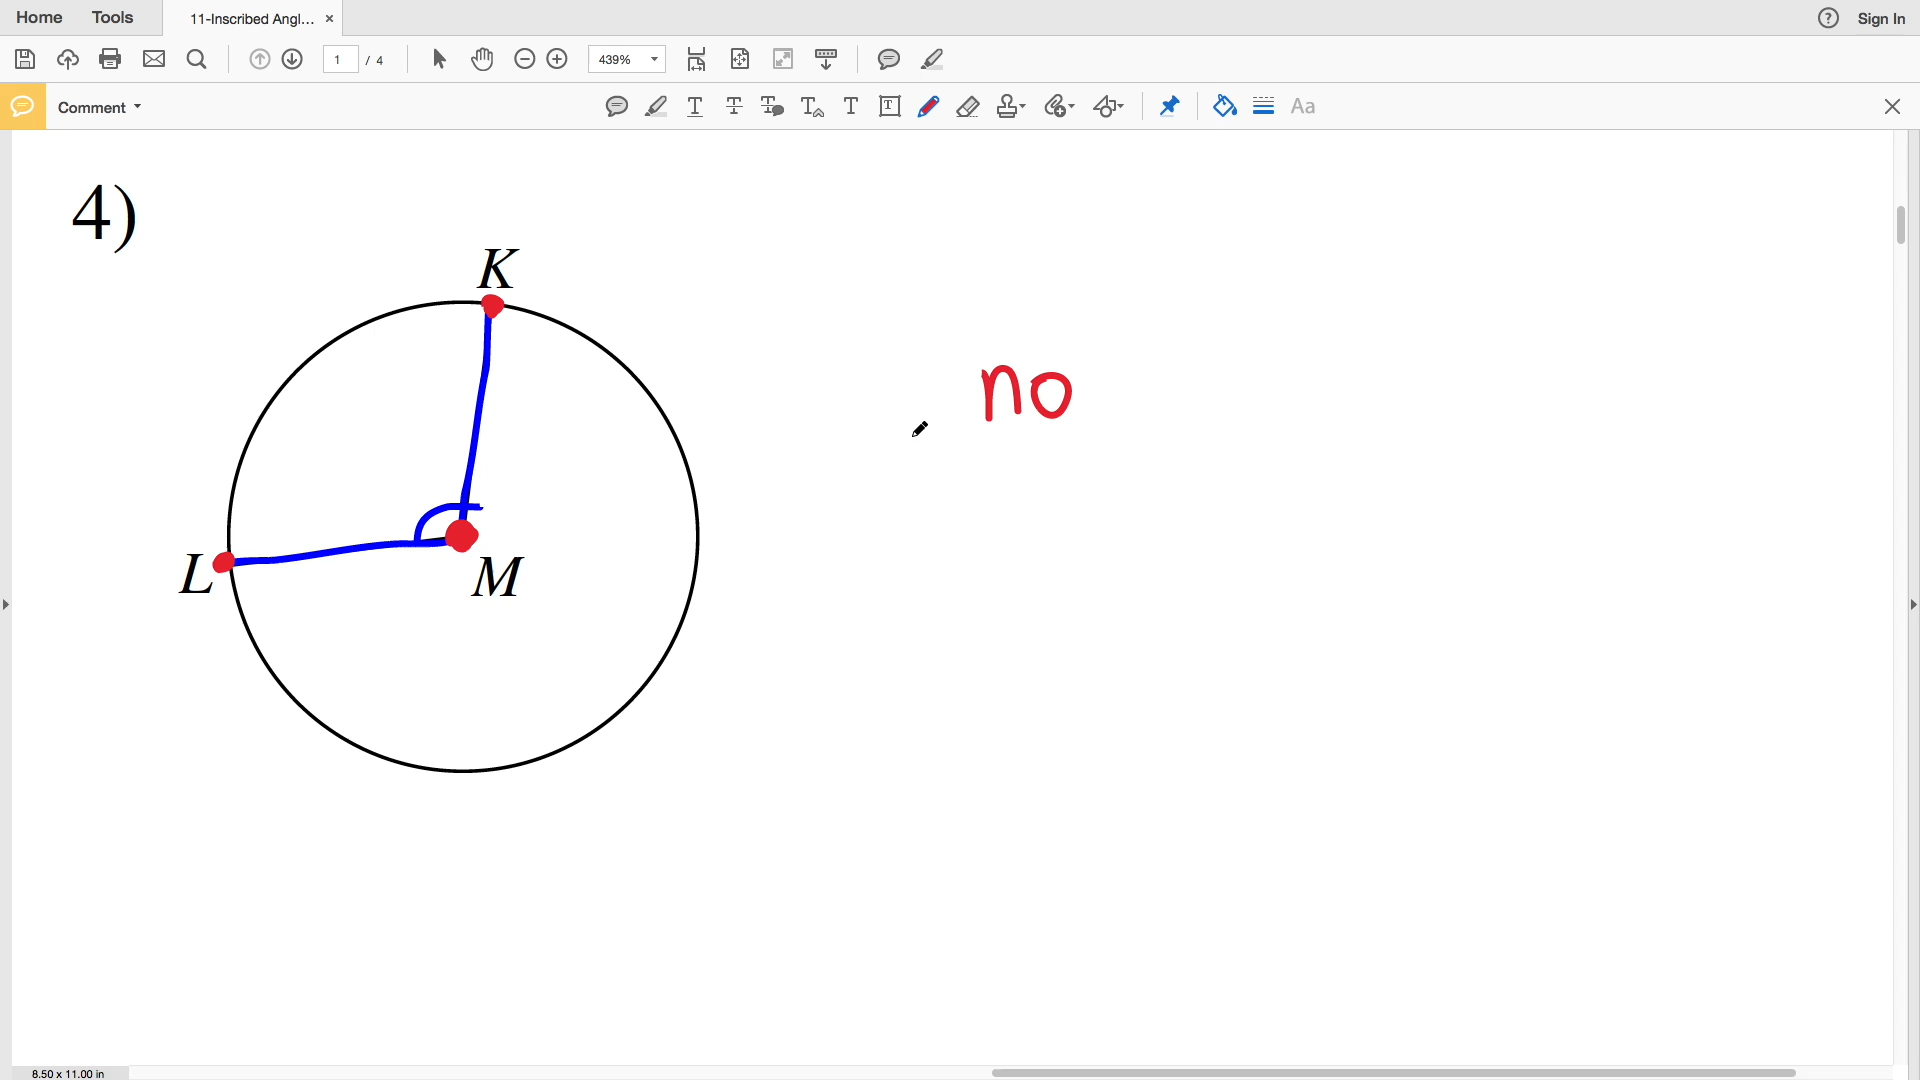 Home Tools 11-Inscribed Angl... × ? Sign In
1 / 4 439%
Comment T T T T T T Aa
4)
K
no
L
M
8.50 x 11.00 in